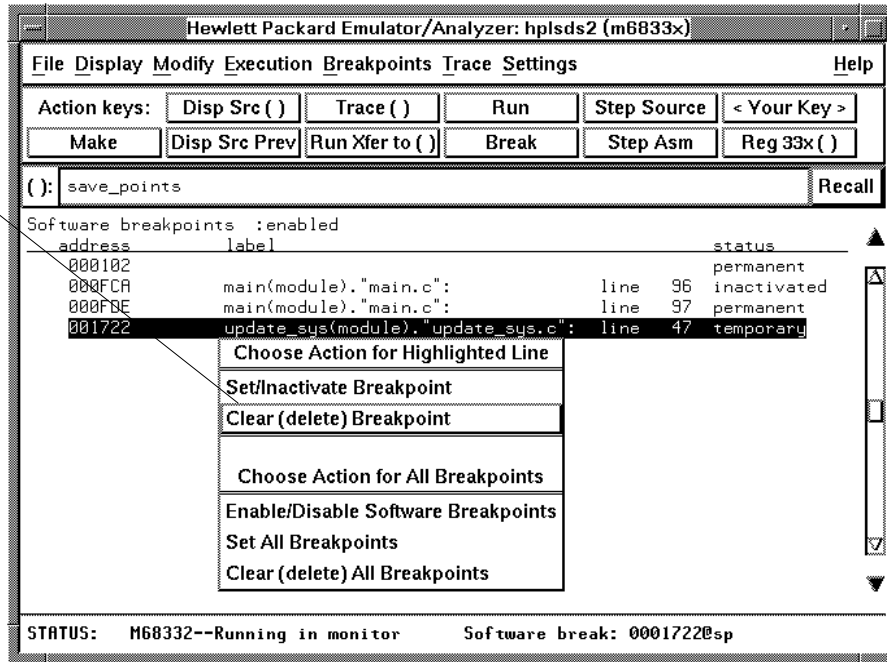 Hewlett Packard Emulator/Analyzer: hplsds2 (m6833x)
File Display Modify Execution Breakpoints Trace Settings Help
Action keys: Disp Src ( ) Trace ( ) Run Step Source < Your Key >
Make Disp Src Prev Run Xfer to ( ) Break Step Asm Reg 33x ( )
( ): save_points Recall
Software breakpoints :enabled
address label status
000102 permanent
000FCA main(module)."main.c": line 96 inactivated
000FDE main(module)."main.c": line 97 permanent
001722 update_sys(module)."update_sys.c": line 47 temporary
Choose Action for Highlighted Line
Set/Inactivate Breakpoint
Clear (delete) Breakpoint
Choose Action for All Breakpoints
Enable/Disable Software Breakpoints
Set All Breakpoints
Clear (delete) All Breakpoints
STATUS: M68332--Running in monitor Software break: 0001722@sp